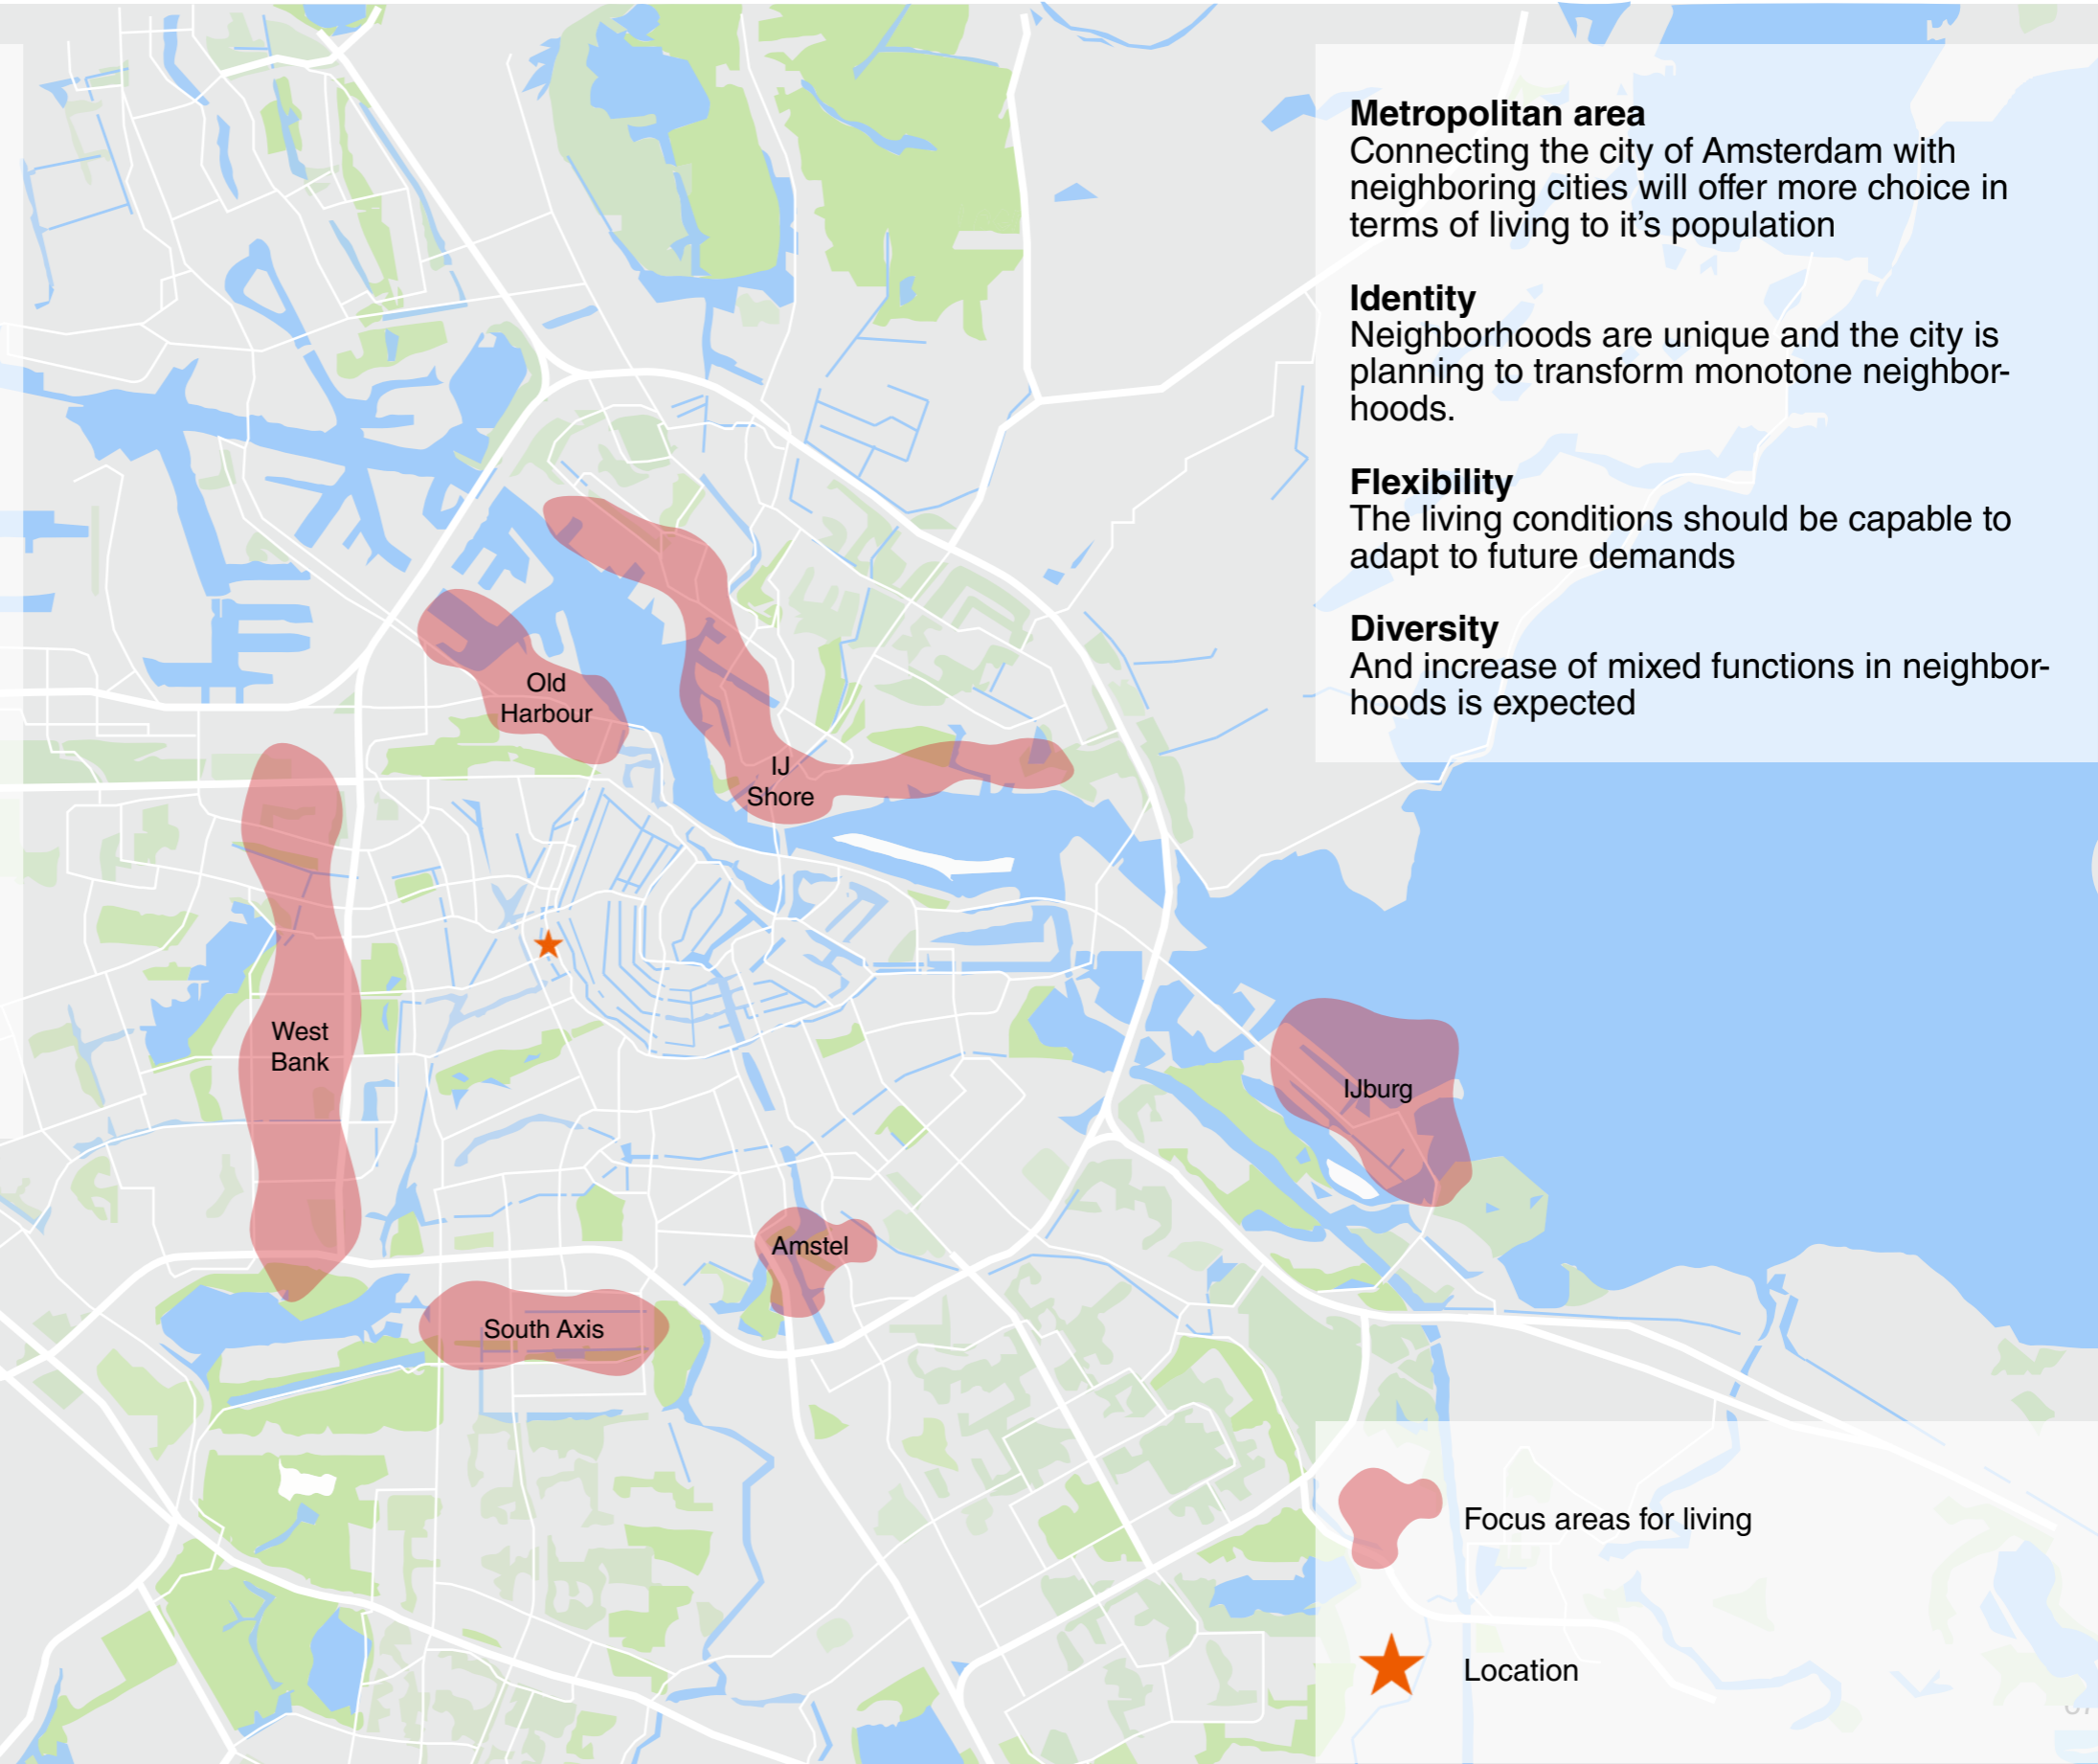 Metropolitan area
Connecting the city of Amsterdam with
neighboring cities will offer more choice in
terms of living to it’s population
Identity
Neighborhoods are unique and the city is
planning to transform monotone neighbor-
hoods.
Flexibility
The living conditions should be capable to
adapt to future demands
Diversity
And increase of mixed functions in neighbor-
hoods is expected
Old
Harbour
IJ
Shore
West
Bank
IJburg
Amstel
South Axis
Focus areas for living
Location